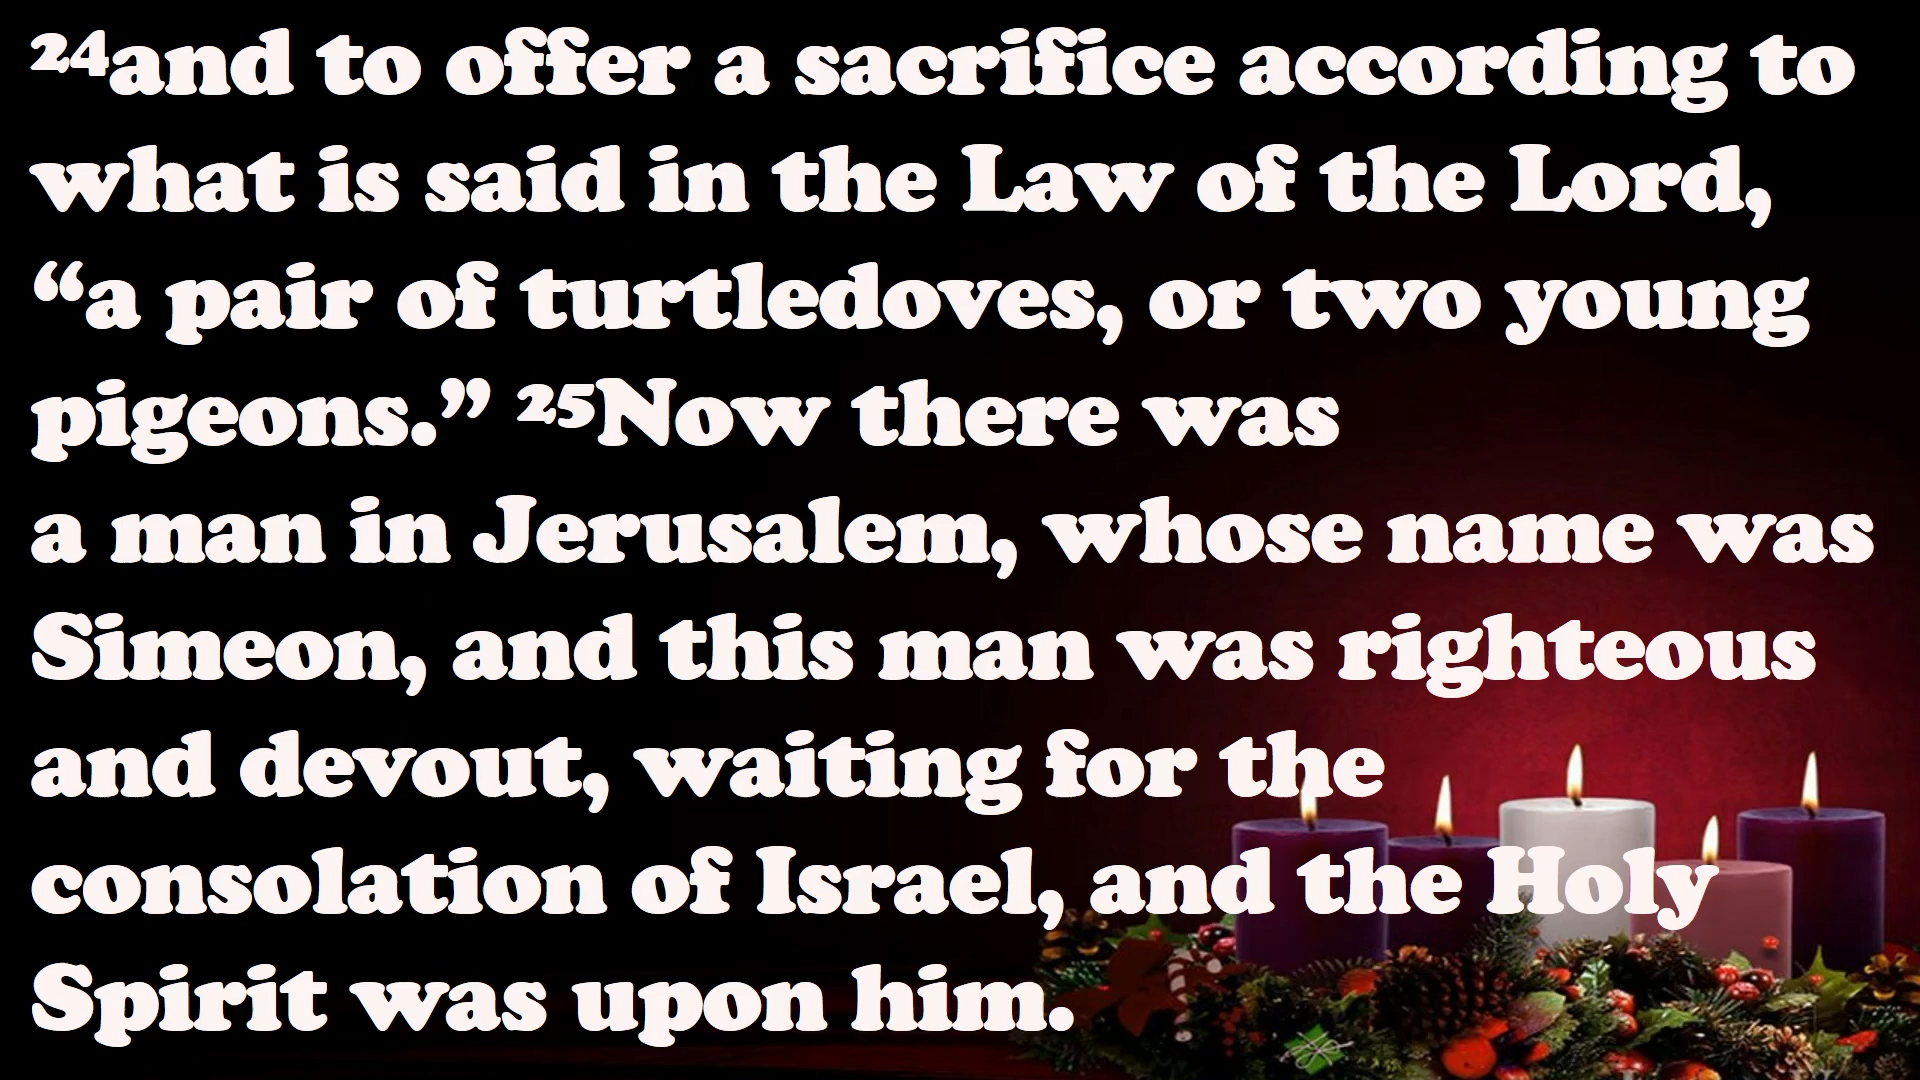 ²⁴and to offer a sacrifice according to
what is said in the Law of the Lord,
“a pair of turtledoves, or two young
pigeons.” ²⁵Now there was
a man in Jerusalem, whose name was
Simeon, and this man was righteous
and devout, waiting for the
consolation of Israel, and the Holy
Spirit was upon him.